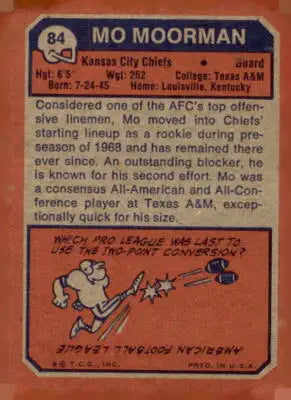 84
MO MOORMAN
Kansas City Chiefs • Guard
Hgt: 6'5" Wgt: 252 College: Texas A&M
Born: 7-24-45 Home: Louisville, Kentucky
Considered one of the AFC's top offen-
sive linemen, Mo moved into Chiefs'
starting lineup as a rookie during pre-
season of 1968 and has remained there
ever since. An outstanding blocker, he
is known for his second effort. Mo was
a consensus All-American and All-Con-
ference player at Texas A&M, excep-
tionally quick for his size.
WHICH PRO LEAGUE WAS LAST TO
USE THE TWO-POINT CONVERSION?
AMERICAN FOOTBALL LEAGUE
© T.C.G., INC. PRTD. IN U.S.A.